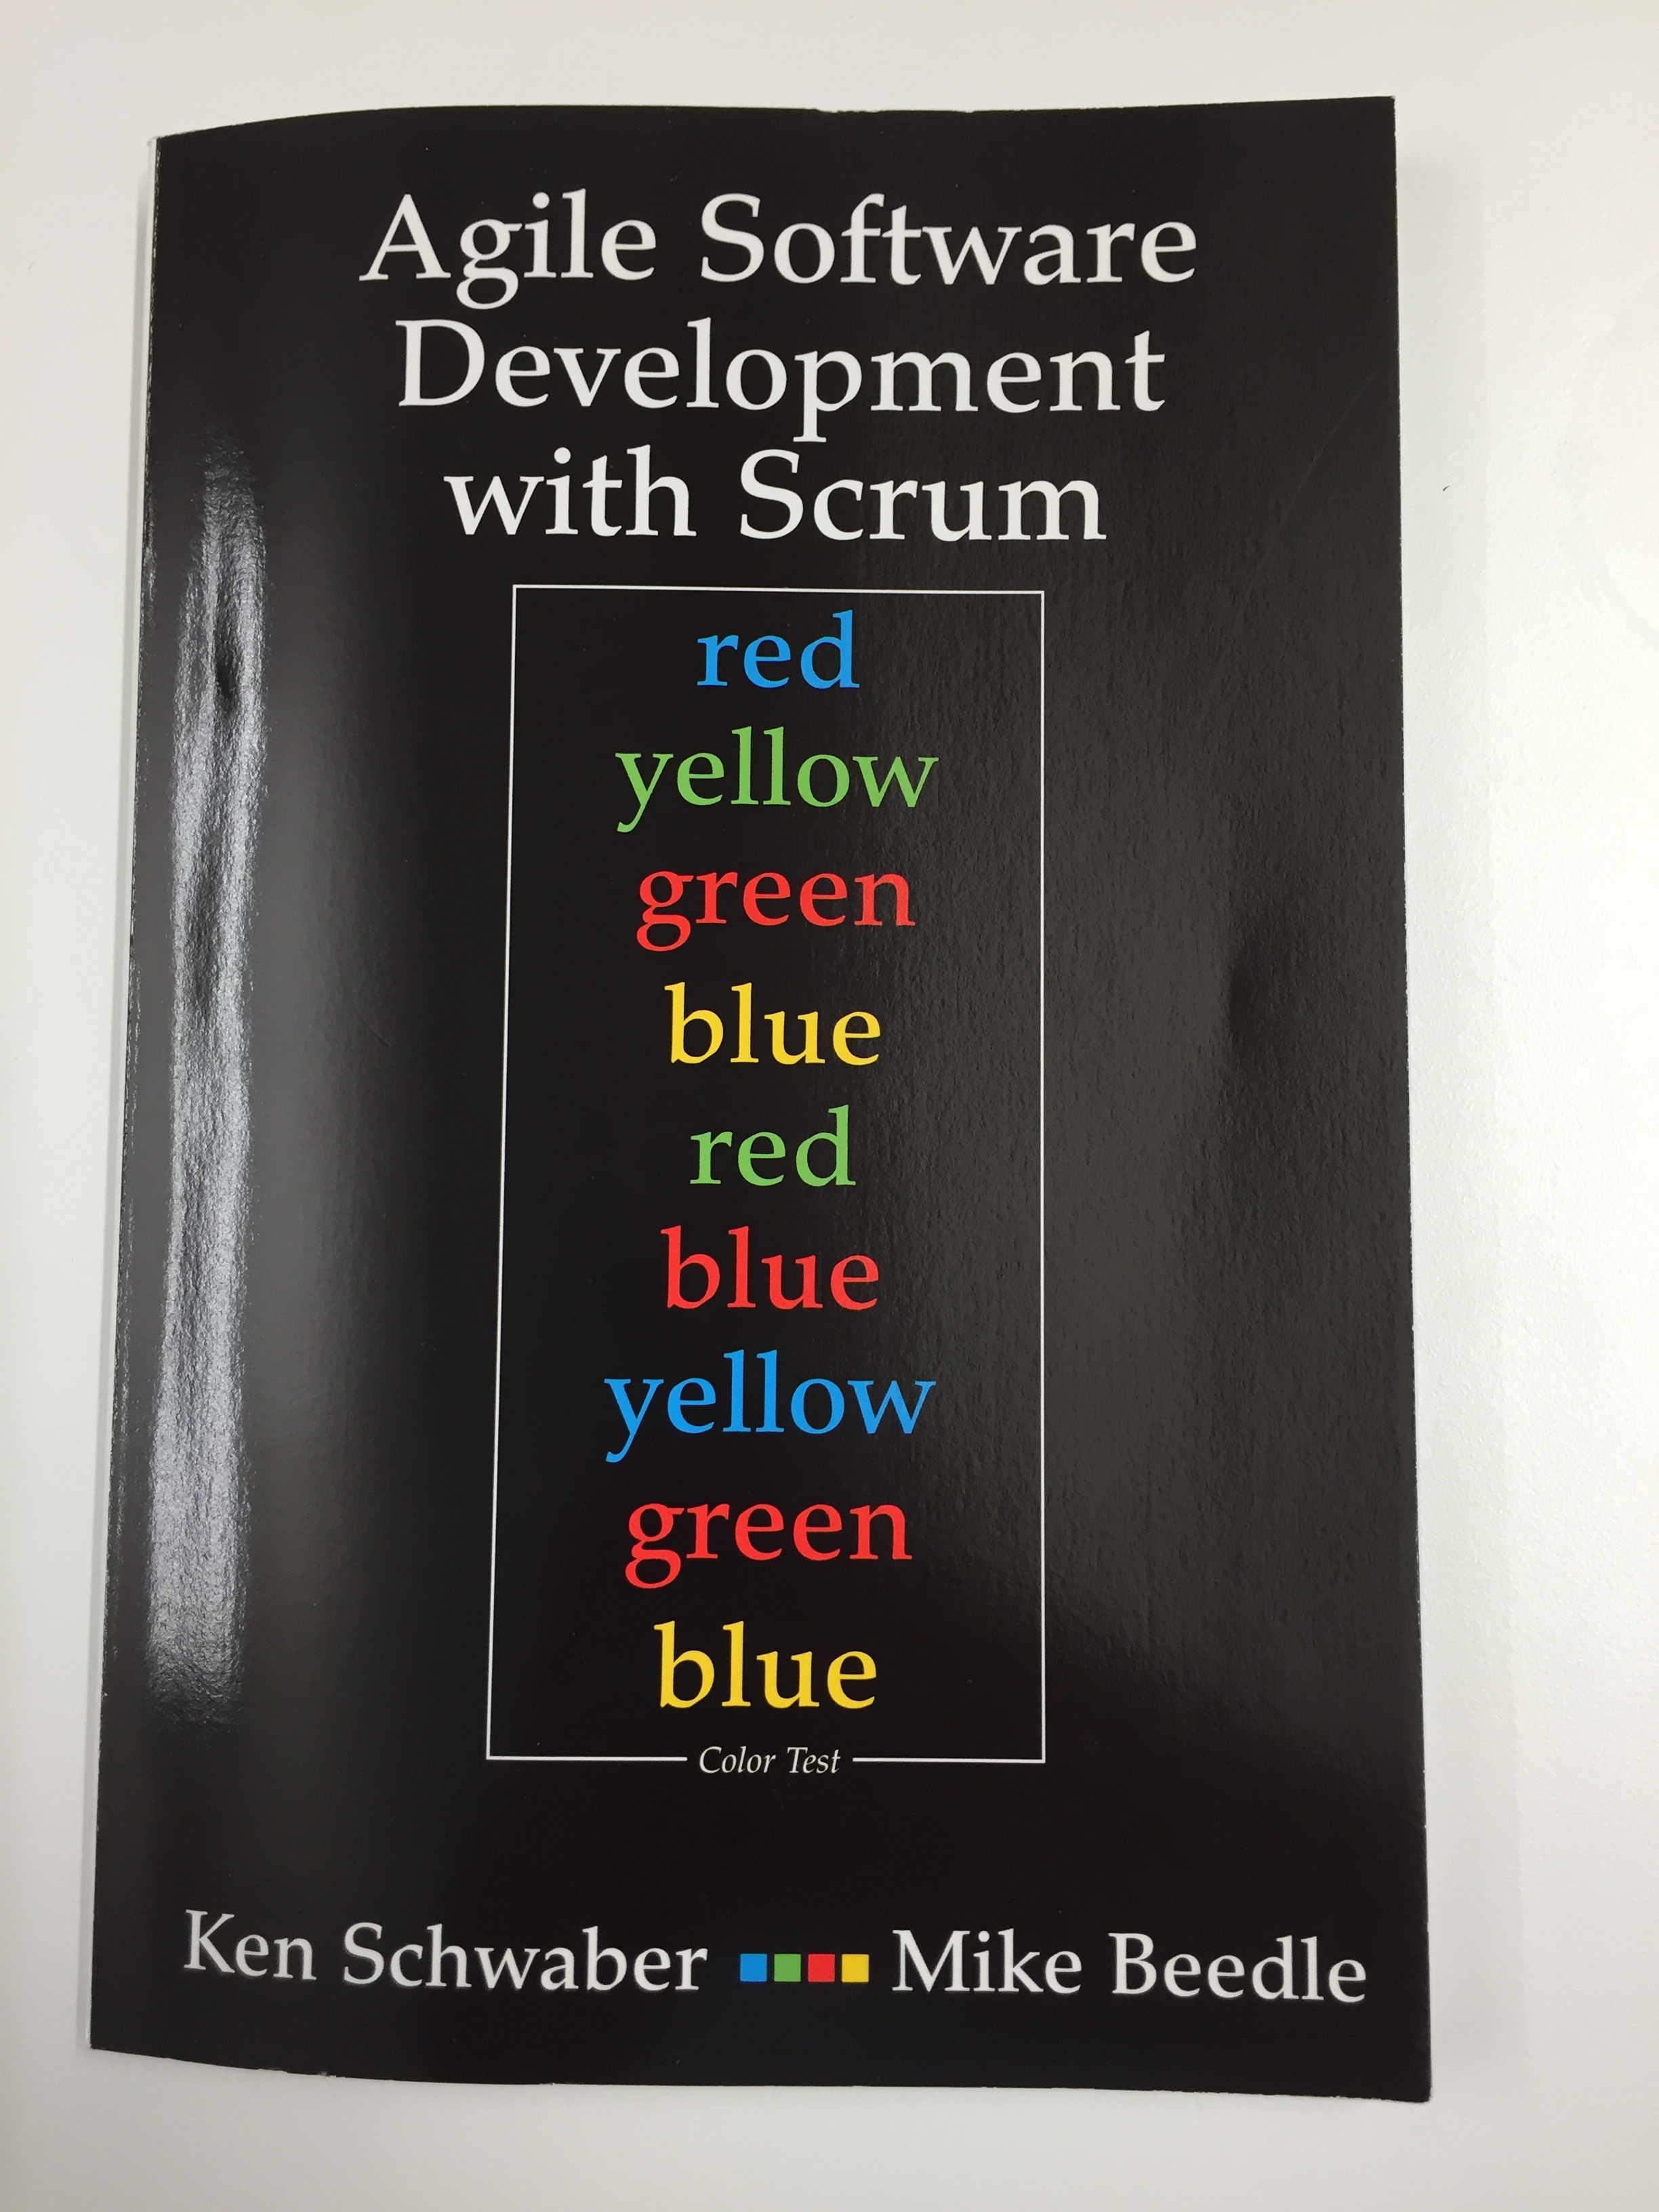 Agile Software
Development
with Scrum
red
yellow
green
blue
red
blue
yellow
green
blue
Color Test
Ken Schwaber Mike Beedle